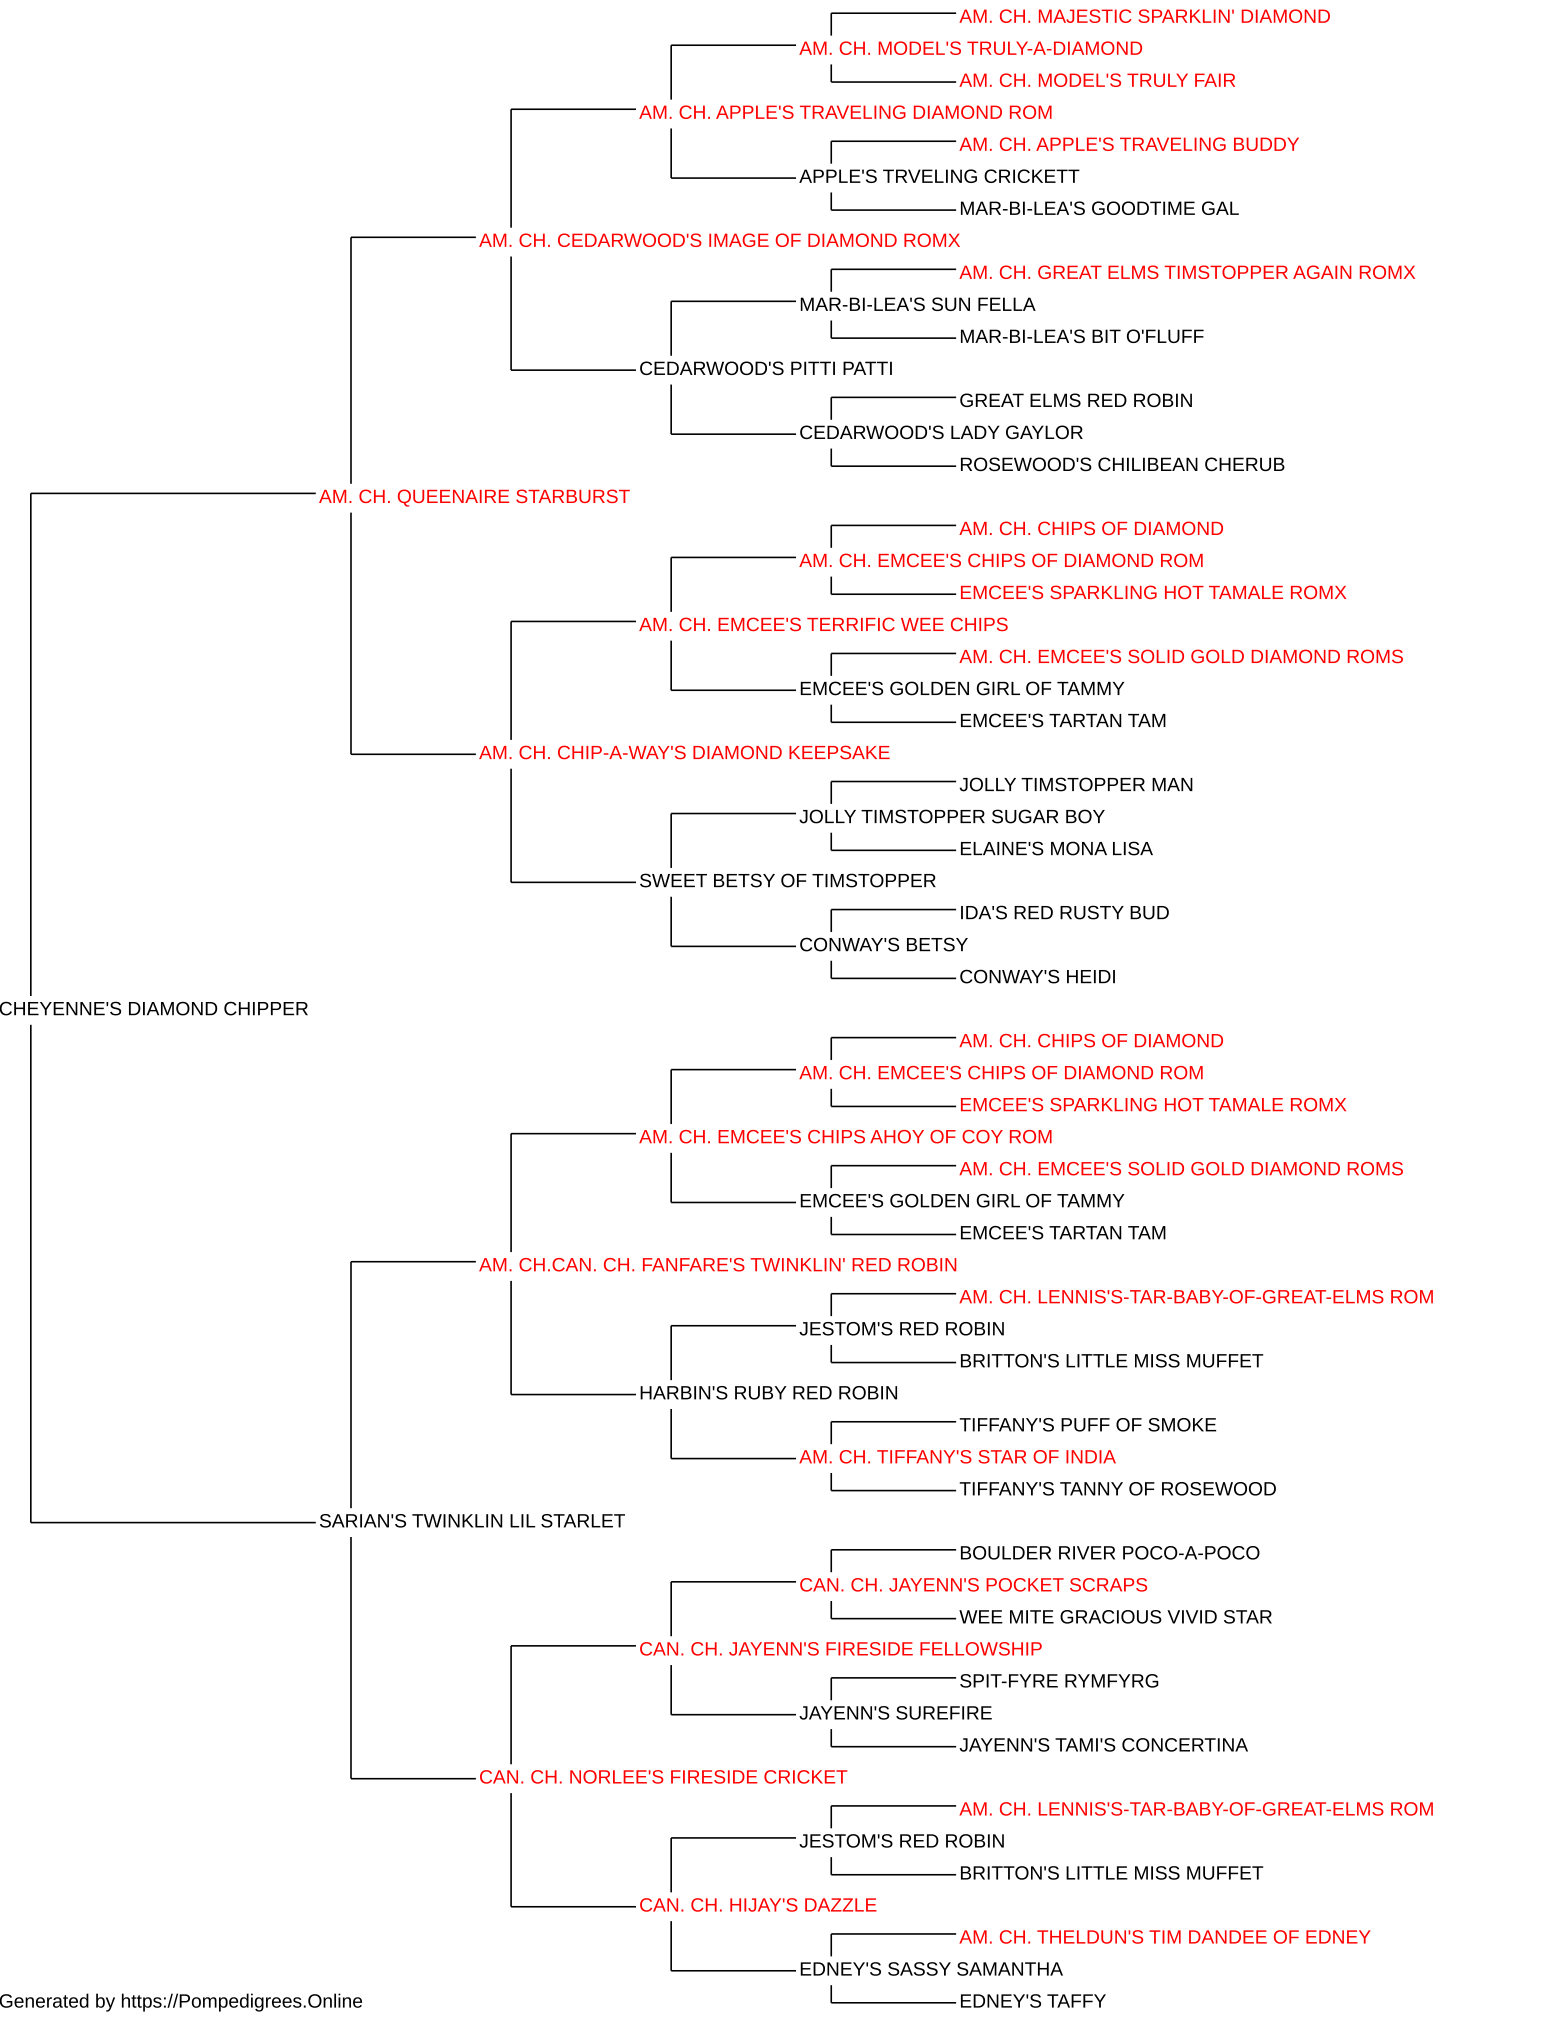 AM. CH. MAJESTIC SPARKLIN' DIAMOND
AM. CH. MODEL'S TRULY-A-DIAMOND
AM. CH. MODEL'S TRULY FAIR
AM. CH. APPLE'S TRAVELING DIAMOND ROM
AM. CH. APPLE'S TRAVELING BUDDY
APPLE'S TRVELING CRICKETT
MAR-BI-LEA'S GOODTIME GAL
AM. CH. CEDARWOOD'S IMAGE OF DIAMOND ROMX
AM. CH. GREAT ELMS TIMSTOPPER AGAIN ROMX
MAR-BI-LEA'S SUN FELLA
MAR-BI-LEA'S BIT O'FLUFF
CEDARWOOD'S PITTI PATTI
GREAT ELMS RED ROBIN
CEDARWOOD'S LADY GAYLOR
ROSEWOOD'S CHILIBEAN CHERUB
AM. CH. QUEENAIRE STARBURST
AM. CH. CHIPS OF DIAMOND
AM. CH. EMCEE'S CHIPS OF DIAMOND ROM
EMCEE'S SPARKLING HOT TAMALE ROMX
AM. CH. EMCEE'S TERRIFIC WEE CHIPS
AM. CH. EMCEE'S SOLID GOLD DIAMOND ROMS
EMCEE'S GOLDEN GIRL OF TAMMY
EMCEE'S TARTAN TAM
AM. CH. CHIP-A-WAY'S DIAMOND KEEPSAKE
JOLLY TIMSTOPPER MAN
JOLLY TIMSTOPPER SUGAR BOY
ELAINE'S MONA LISA
SWEET BETSY OF TIMSTOPPER
IDA'S RED RUSTY BUD
CONWAY'S BETSY
CONWAY'S HEIDI
CHEYENNE'S DIAMOND CHIPPER
AM. CH. CHIPS OF DIAMOND
AM. CH. EMCEE'S CHIPS OF DIAMOND ROM
EMCEE'S SPARKLING HOT TAMALE ROMX
AM. CH. EMCEE'S CHIPS AHOY OF COY ROM
AM. CH. EMCEE'S SOLID GOLD DIAMOND ROMS
EMCEE'S GOLDEN GIRL OF TAMMY
EMCEE'S TARTAN TAM
AM. CH.CAN. CH. FANFARE'S TWINKLIN' RED ROBIN
AM. CH. LENNIS'S-TAR-BABY-OF-GREAT-ELMS ROM
JESTOM'S RED ROBIN
BRITTON'S LITTLE MISS MUFFET
HARBIN'S RUBY RED ROBIN
TIFFANY'S PUFF OF SMOKE
AM. CH. TIFFANY'S STAR OF INDIA
TIFFANY'S TANNY OF ROSEWOOD
SARIAN'S TWINKLIN LIL STARLET
BOULDER RIVER POCO-A-POCO
CAN. CH. JAYENN'S POCKET SCRAPS
WEE MITE GRACIOUS VIVID STAR
CAN. CH. JAYENN'S FIRESIDE FELLOWSHIP
SPIT-FYRE RYMFYRG
JAYENN'S SUREFIRE
JAYENN'S TAMI'S CONCERTINA
CAN. CH. NORLEE'S FIRESIDE CRICKET
AM. CH. LENNIS'S-TAR-BABY-OF-GREAT-ELMS ROM
JESTOM'S RED ROBIN
BRITTON'S LITTLE MISS MUFFET
CAN. CH. HIJAY'S DAZZLE
AM. CH. THELDUN'S TIM DANDEE OF EDNEY
EDNEY'S SASSY SAMANTHA
EDNEY'S TAFFY
Generated by https://Pompedigrees.Online